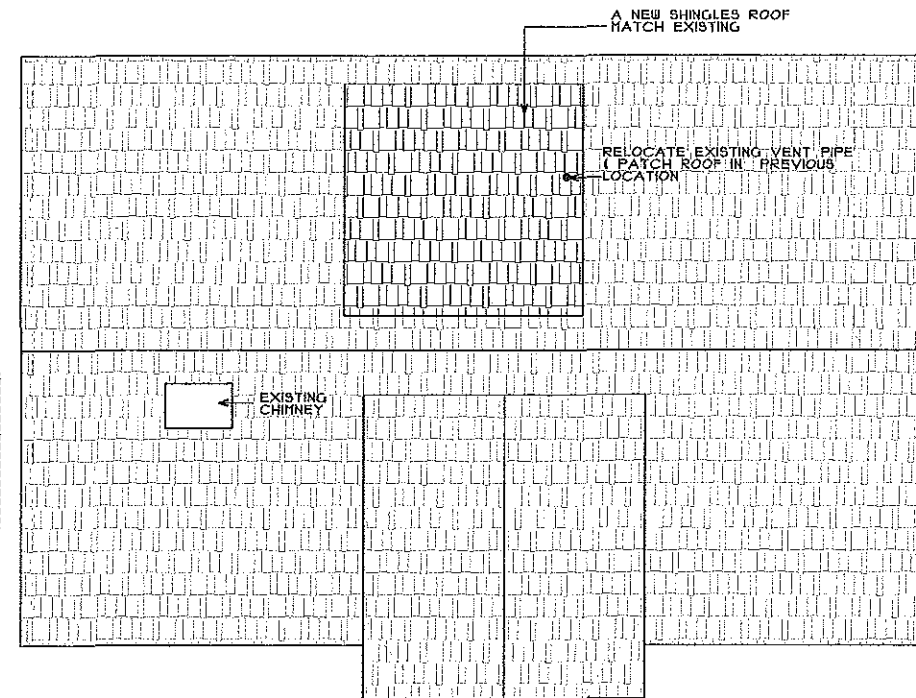 A NEW SHINGLES ROOF
MATCH EXISTING
RELOCATE EXISTING VENT PIPE
( PATCH ROOF IN PREVIOUS
LOCATION
EXISTING
CHIMNEY